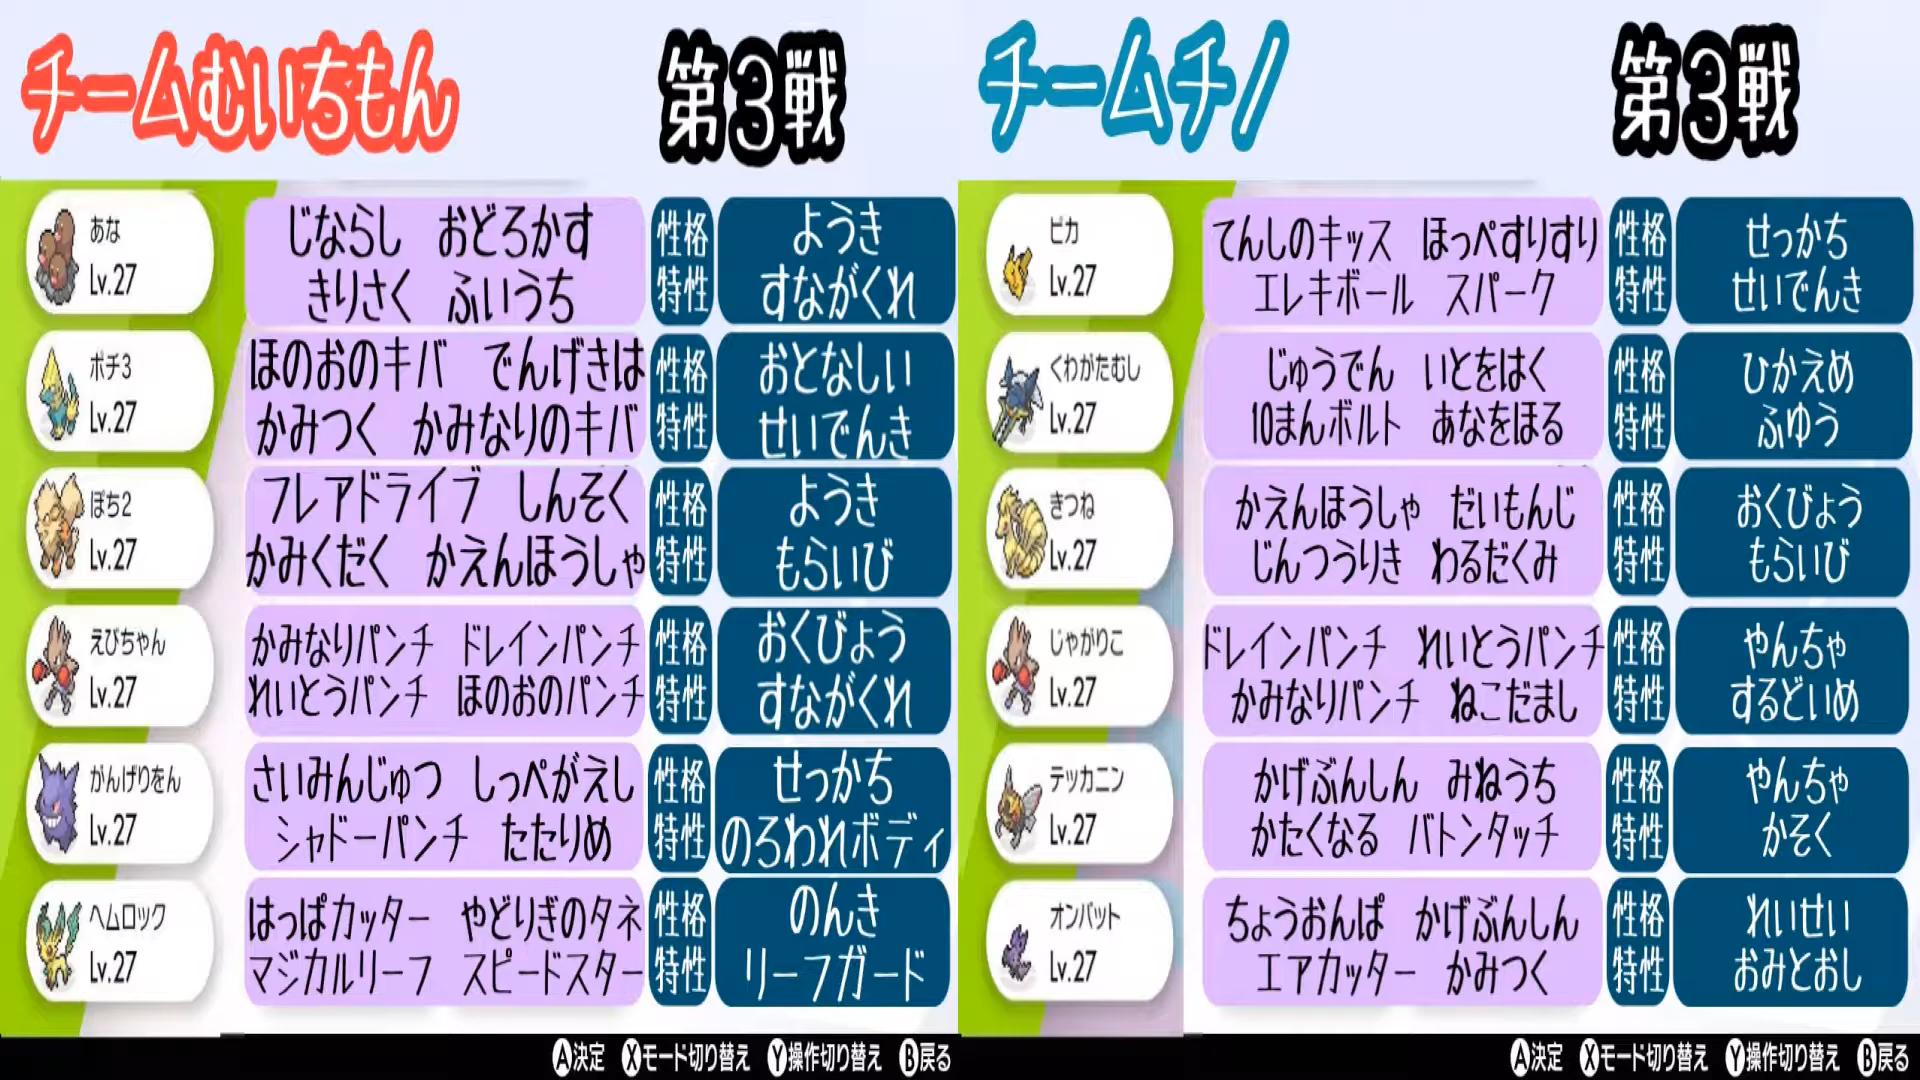 チームむいちもん 第3戦
あな
Lv.27
じならし おどろかす
きりさく ふいうち
性格 ようき
特性 すながくれ
ポチ3
Lv.27
ほのおのキバ でんげきは
かみつく かみなりのキバ
性格 おとなしい
特性 せいでんき
ぽち2
Lv.27
フレアドライブ しんそく
かみくだく かえんほうしゃ
性格 ようき
特性 もらいび
えびちゃん
Lv.27
かみなりパンチ ドレインパンチ
れいとうパンチ ほのおのパンチ
性格 おくびょう
特性 すながくれ
がんげりをん
Lv.27
さいみんじゅつ しっぺがえし
シャドーパンチ たたりめ
性格 せっかち
特性 のろわれボディ
ヘムロック
Lv.27
はっぱカッター やどりぎのタネ
マジカルリーフ スピードスター
性格 のんき
特性 リーフガード
A決定 Xモード切り替え Y操作切り替え B戻る
チームチノ 第3戦
ピカ
Lv.27
てんしのキッス ほっぺすりすり
エレキボール スパーク
性格 せっかち
特性 せいでんき
くわがたむし
Lv.27
じゅうでん いとをはく
10まんボルト あなをほる
性格 ひかえめ
特性 ふゆう
きつね
Lv.27
かえんほうしゃ だいもんじ
じんつうりき わるだくみ
性格 おくびょう
特性 もらいび
じゃがりこ
Lv.27
ドレインパンチ れいとうパンチ
かみなりパンチ ねこだまし
性格 やんちゃ
特性 するどいめ
テッカニン
Lv.27
かげぶんしん みねうち
かたくなる バトンタッチ
性格 やんちゃ
特性 かそく
オンバット
Lv.27
ちょうおんぱ かげぶんしん
エアカッター かみつく
性格 れいせい
特性 おみとおし
A決定 Xモード切り替え Y操作切り替え B戻る